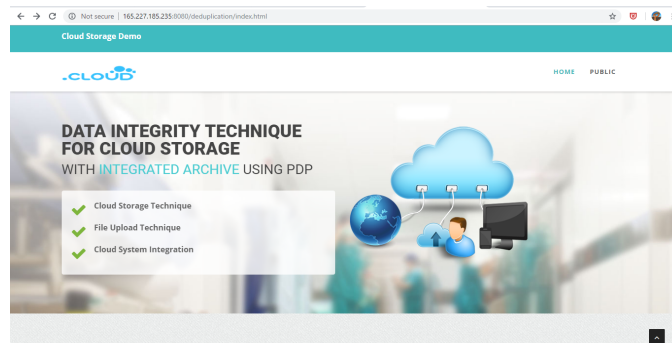 Not secure | 165.227.185.235:8080/deduplication/index.html
Cloud Storage Demo
.CLOUD
HOME PUBLIC
DATA INTEGRITY TECHNIQUE
FOR CLOUD STORAGE
WITH INTEGRATED ARCHIVE USING PDP
Cloud Storage Technique
File Upload Technique
Cloud System Integration